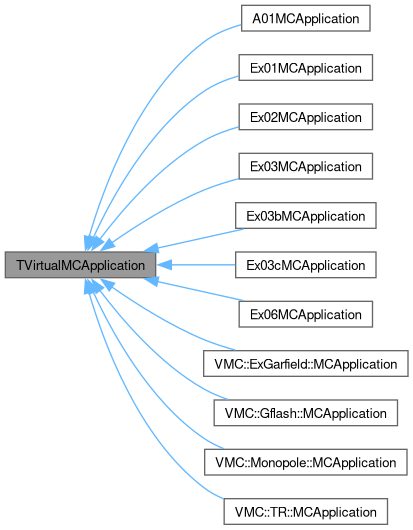 A01MCApplication
Ex01MCApplication
Ex02MCApplication
Ex03MCApplication
Ex03bMCApplication
TVirtualMCApplication
Ex03cMCApplication
Ex06MCApplication
VMC::ExGarfield::MCApplication
VMC::Gflash::MCApplication
VMC::Monopole::MCApplication
VMC::TR::MCApplication